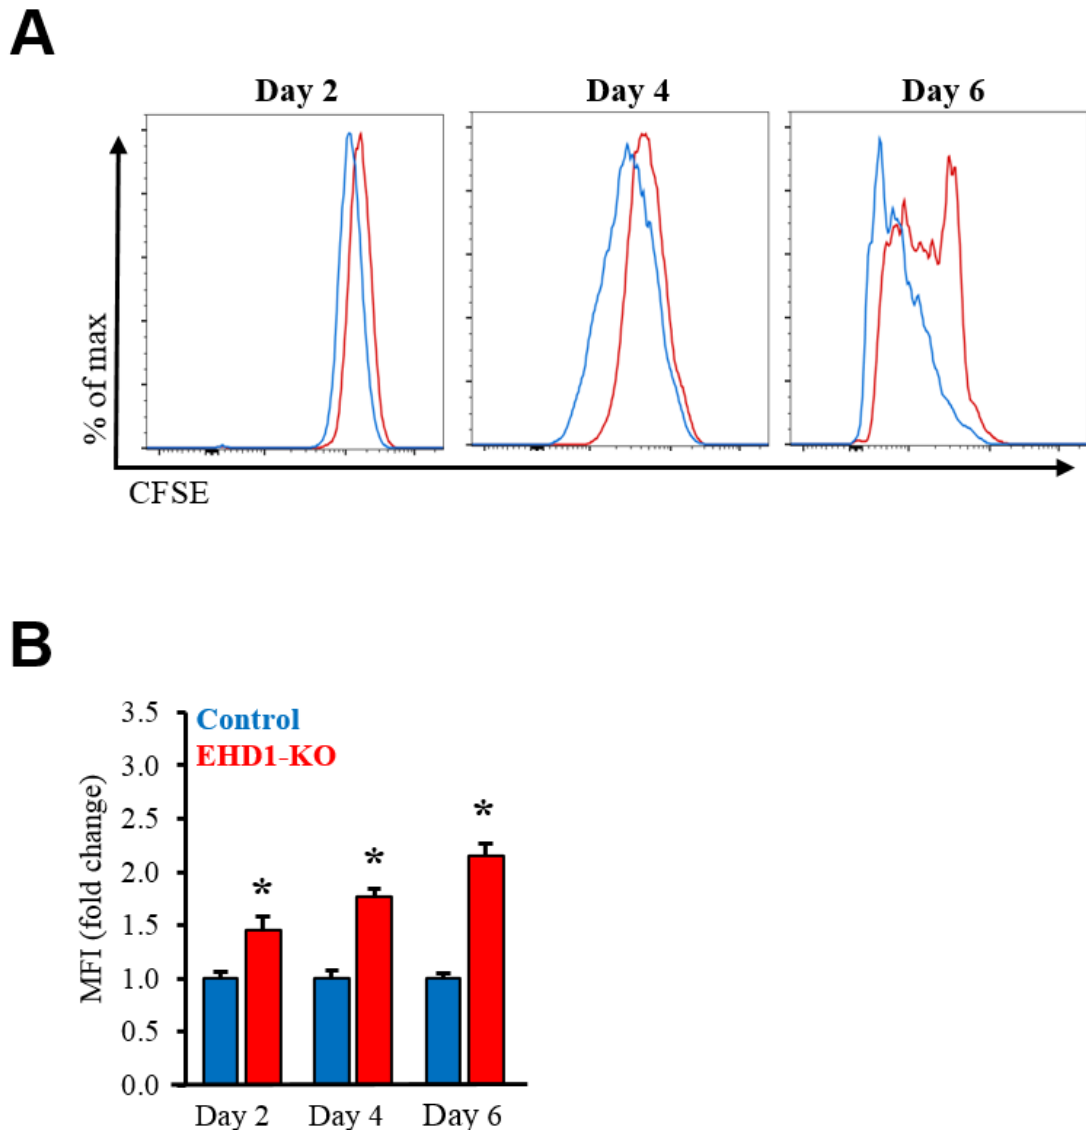 A
Day 2 Day 4 Day 6
% of max
CFSE
B
3.5
3.0
2.5
2.0
1.5
1.0
0.5
0.0
MFI (fold change)
Control
EHD1-KO
* * *
Day 2 Day 4 Day 6